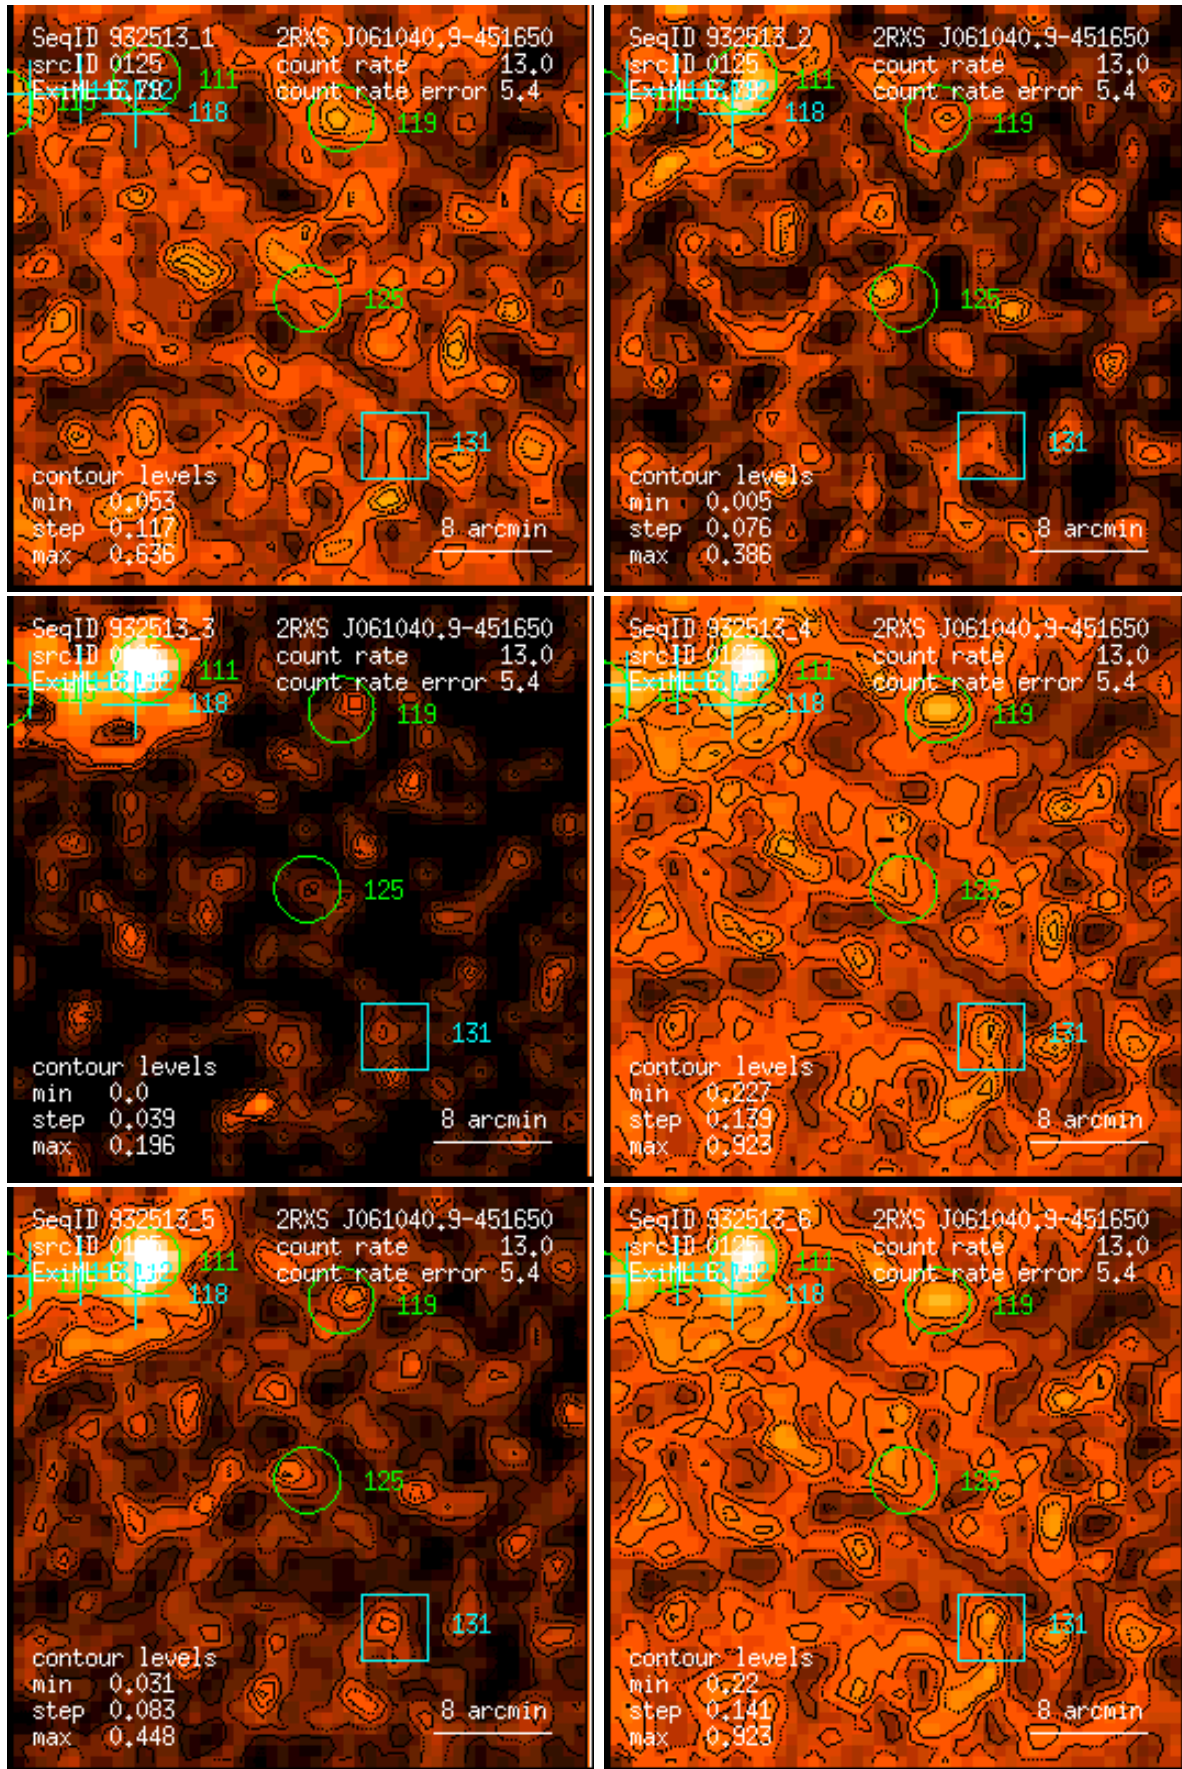 SeqID 932513_1 2RXS J061040.9-451650
srcID 0125 111 count rate 13.0
count rate error 5.4
118 119
125
131
contour levels
min 0.053
step 0.117 8 arcmin
max 0.636
SeqID 932513_2 2RXS J061040.9-451650
srcID 0125 111 count rate 13.0
count rate error 5.4
118 119
125
131
contour levels
min 0.005
step 0.076 8 arcmin
max 0.386
SeqID 932513_3 2RXS J061040.9-451650
srcID 111 count rate 13.0
count rate error 5.4
118 119
125
131
contour levels
min 0.0
step 0.039 8 arcmin
max 0.196
SeqID 932513_4 2RXS J061040.9-451650
srcID 0125 111 count rate 13.0
count rate error 5.4
118 119
125
131
contour levels
min 0.227
step 0.139 8 arcmin
max 0.923
SeqID 932513_5 2RXS J061040.9-451650
srcID 111 count rate 13.0
count rate error 5.4
118 119
125
131
contour levels
min 0.031
step 0.083 8 arcmin
max 0.448
SeqID 932513_6 2RXS J061040.9-451650
srcID 0125 111 count rate 13.0
count rate error 5.4
118 119
125
131
contour levels
min 0.22
step 0.141 8 arcmin
max 0.923